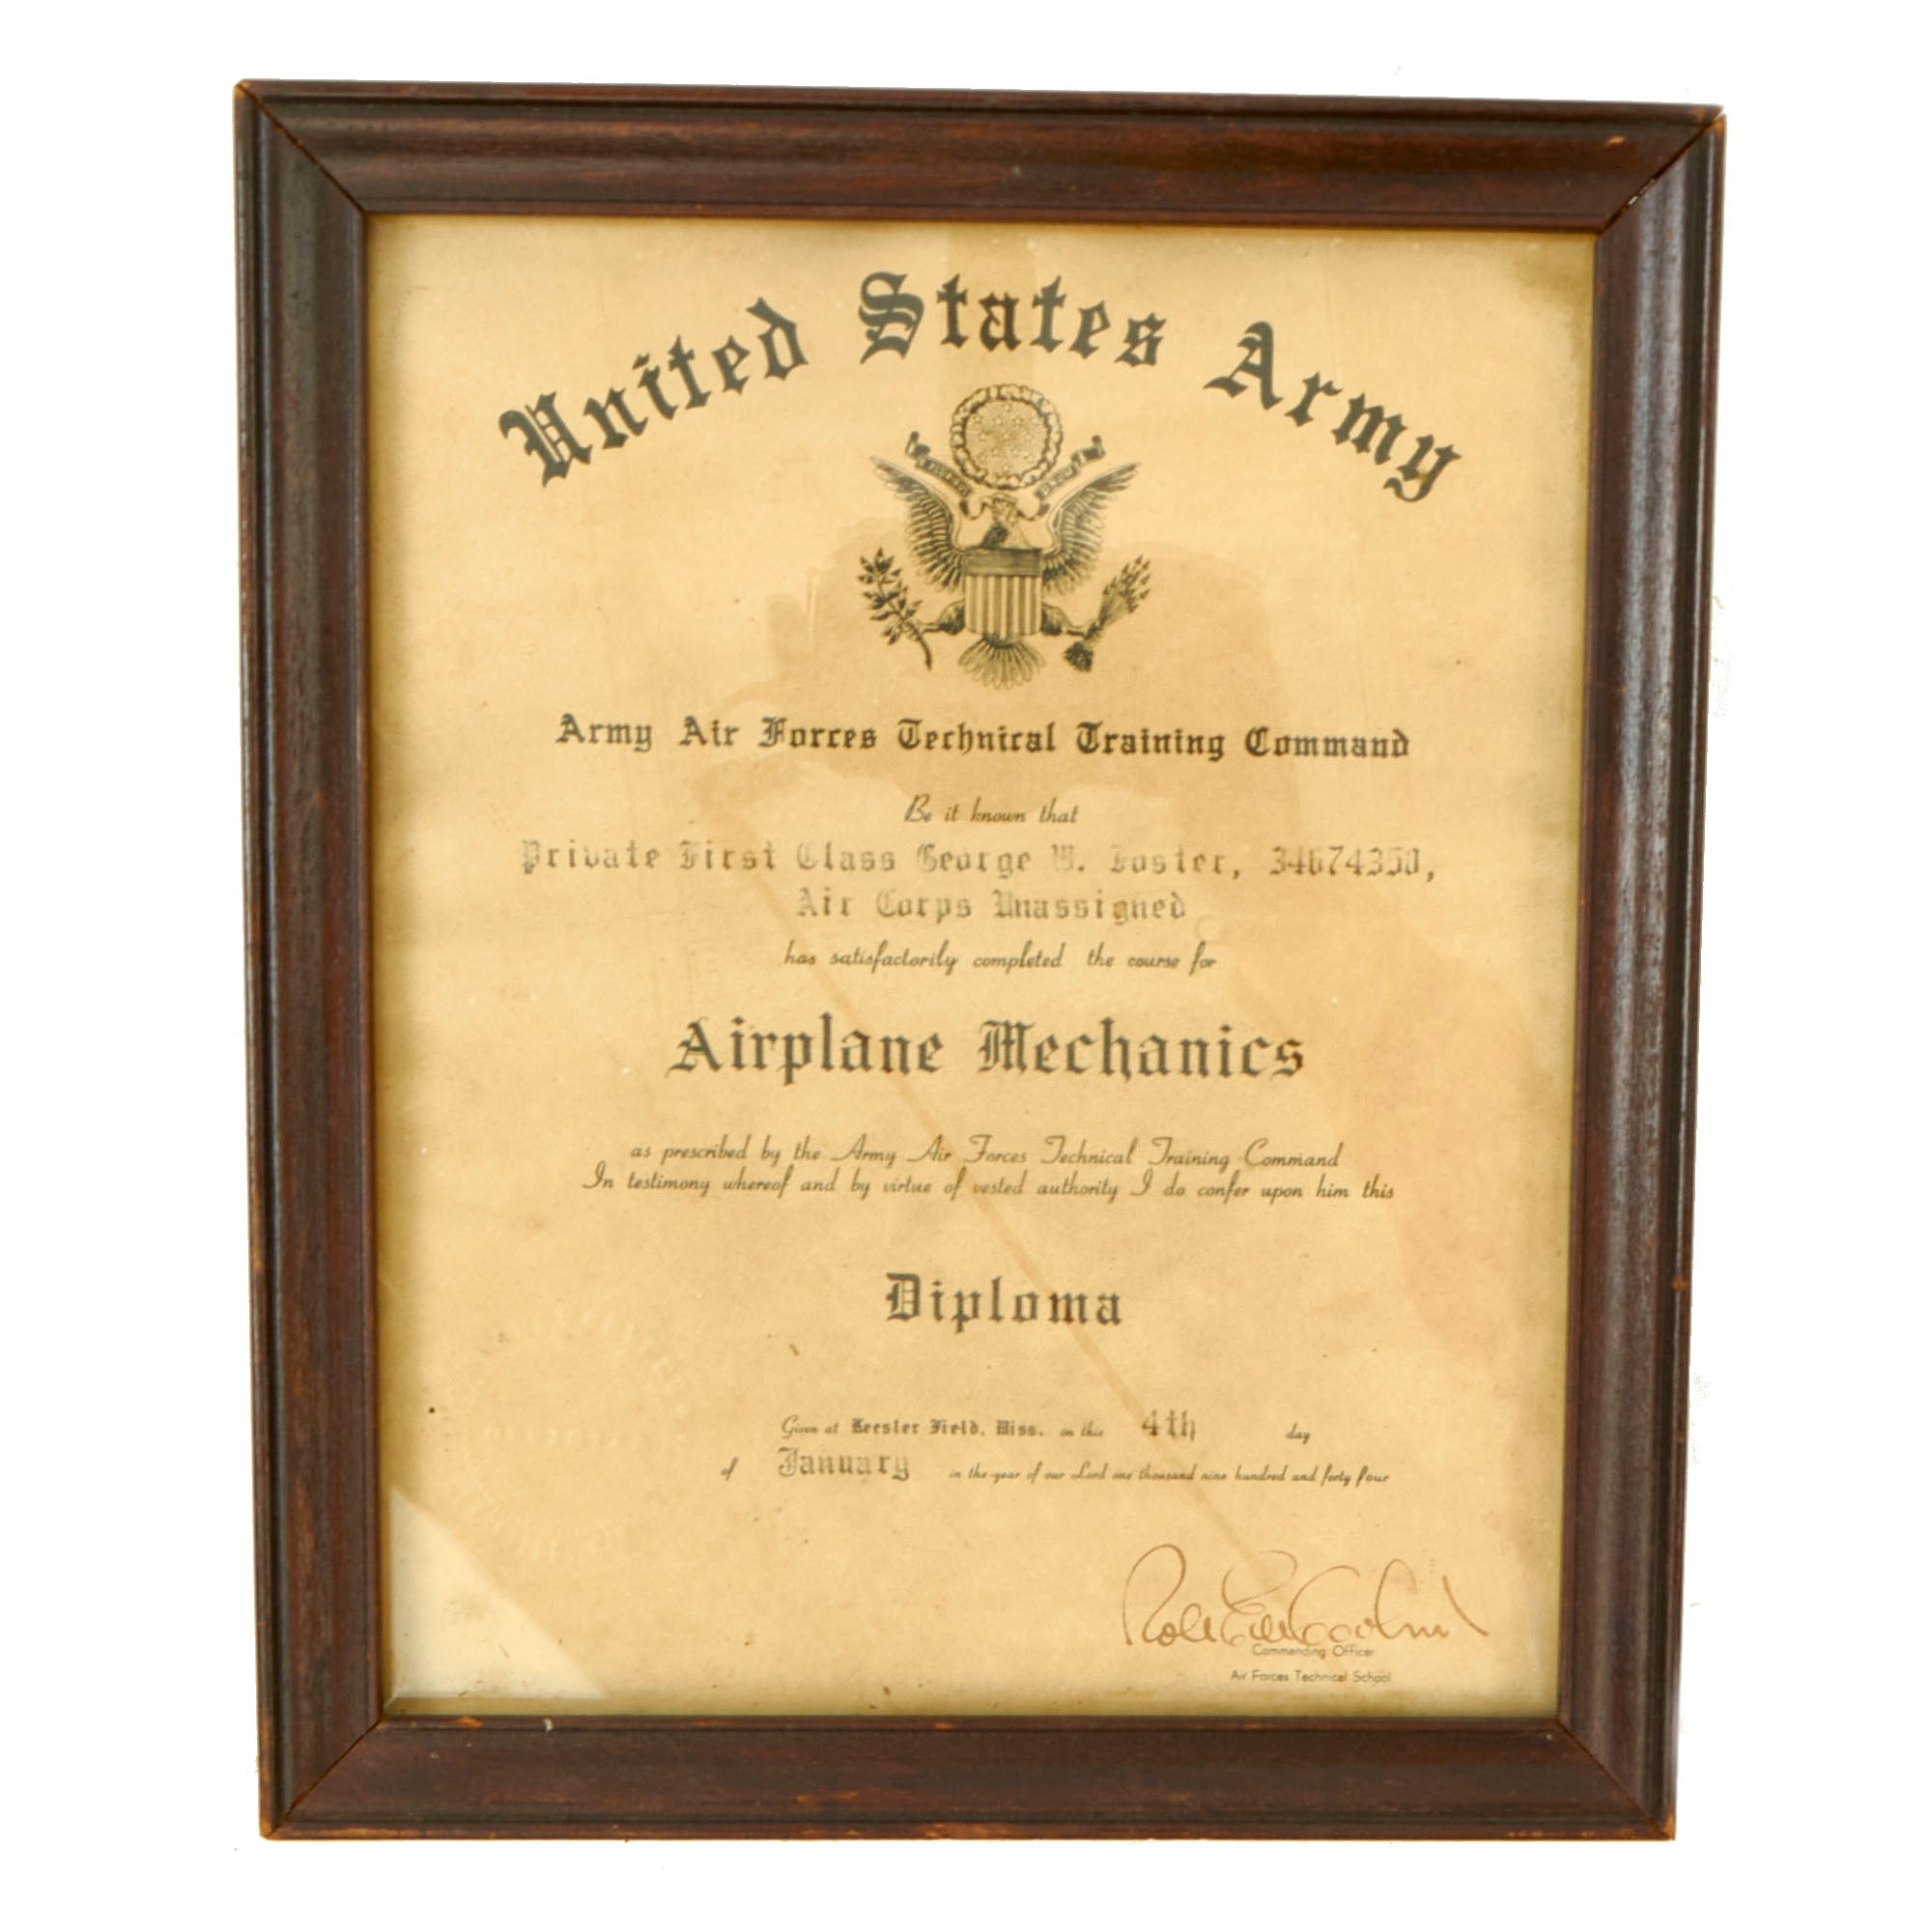 United States Army
Army Air Forces Technical Training Command
Be it known that
Private First Class George W. Foster, 34674350,
Air Corps Unassigned
has satisfactorily completed the course for
Airplane Mechanics
as prescribed by the Army Air Forces Technical Training Command
In testimony whereof and by virtue of vested authority I do confer upon him this
Diploma
Given at Keesler Field, Miss. on this 4th day
of January in the year of our Lord one thousand nine hundred and forty four
Commanding Officer
Air Forces Technical School